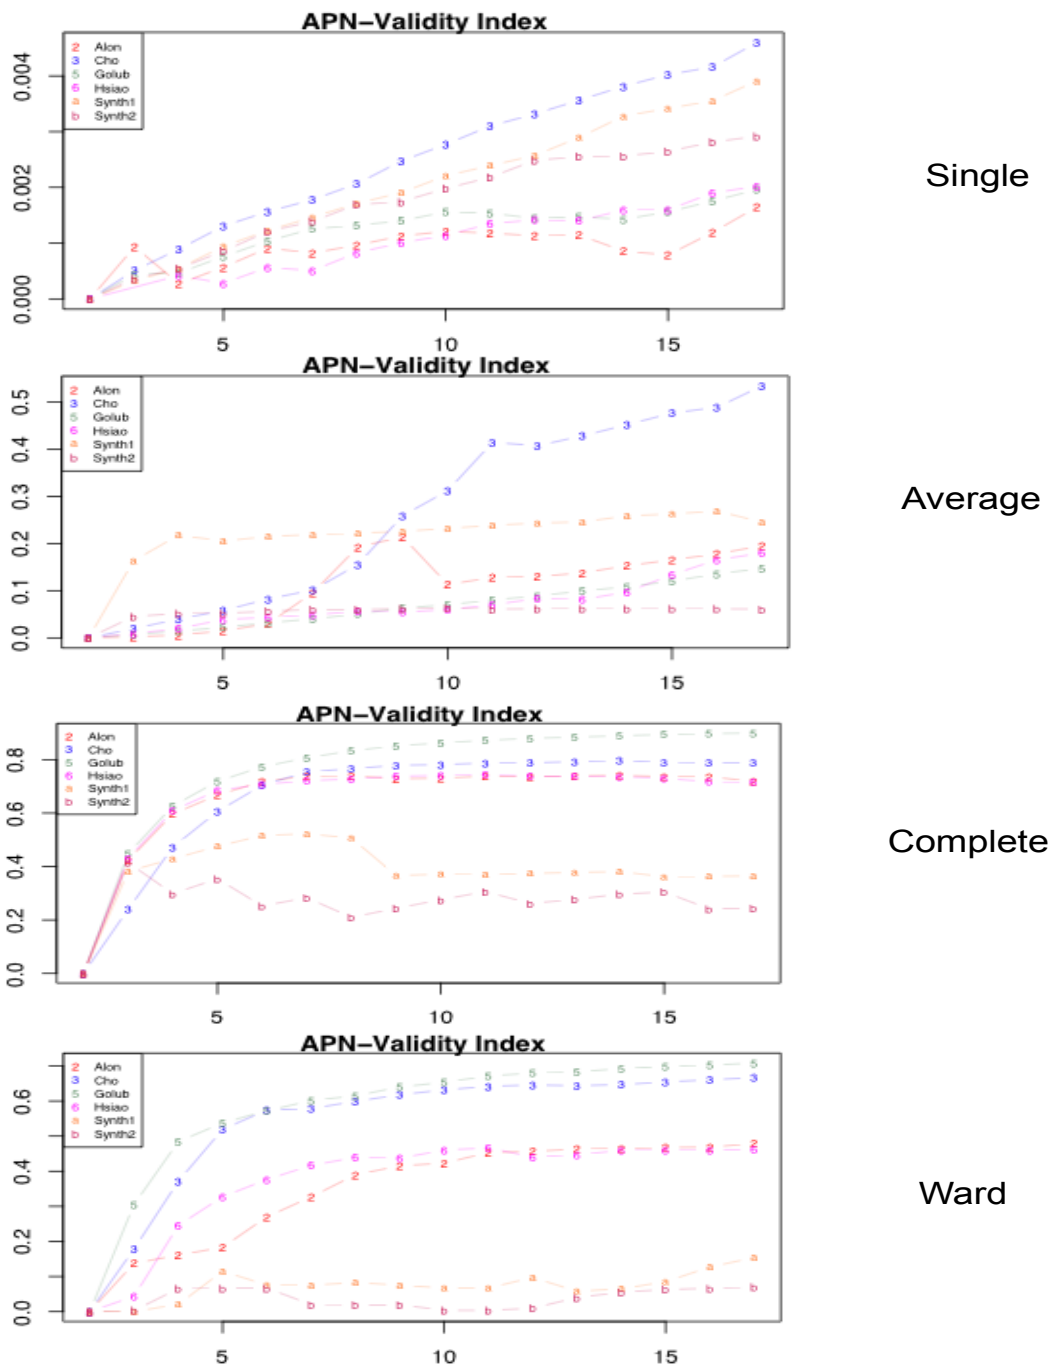 APN–Validity Index
2 Alon
3 Cho
5 Golub
6 Hsiao
a Synth1
b Synth2
0.004
0.002
0.000
5 10 15
Single
APN–Validity Index
2 Alon
3 Cho
5 Golub
6 Hsiao
a Synth1
b Synth2
0.5
0.4
0.3
0.2
0.1
0.0
5 10 15
Average
APN–Validity Index
2 Alon
3 Cho
5 Golub
6 Hsiao
a Synth1
b Synth2
0.8
0.6
0.4
0.2
0.0
5 10 15
Complete
APN–Validity Index
2 Alon
3 Cho
5 Golub
6 Hsiao
a Synth1
b Synth2
0.6
0.4
0.2
0.0
5 10 15
Ward